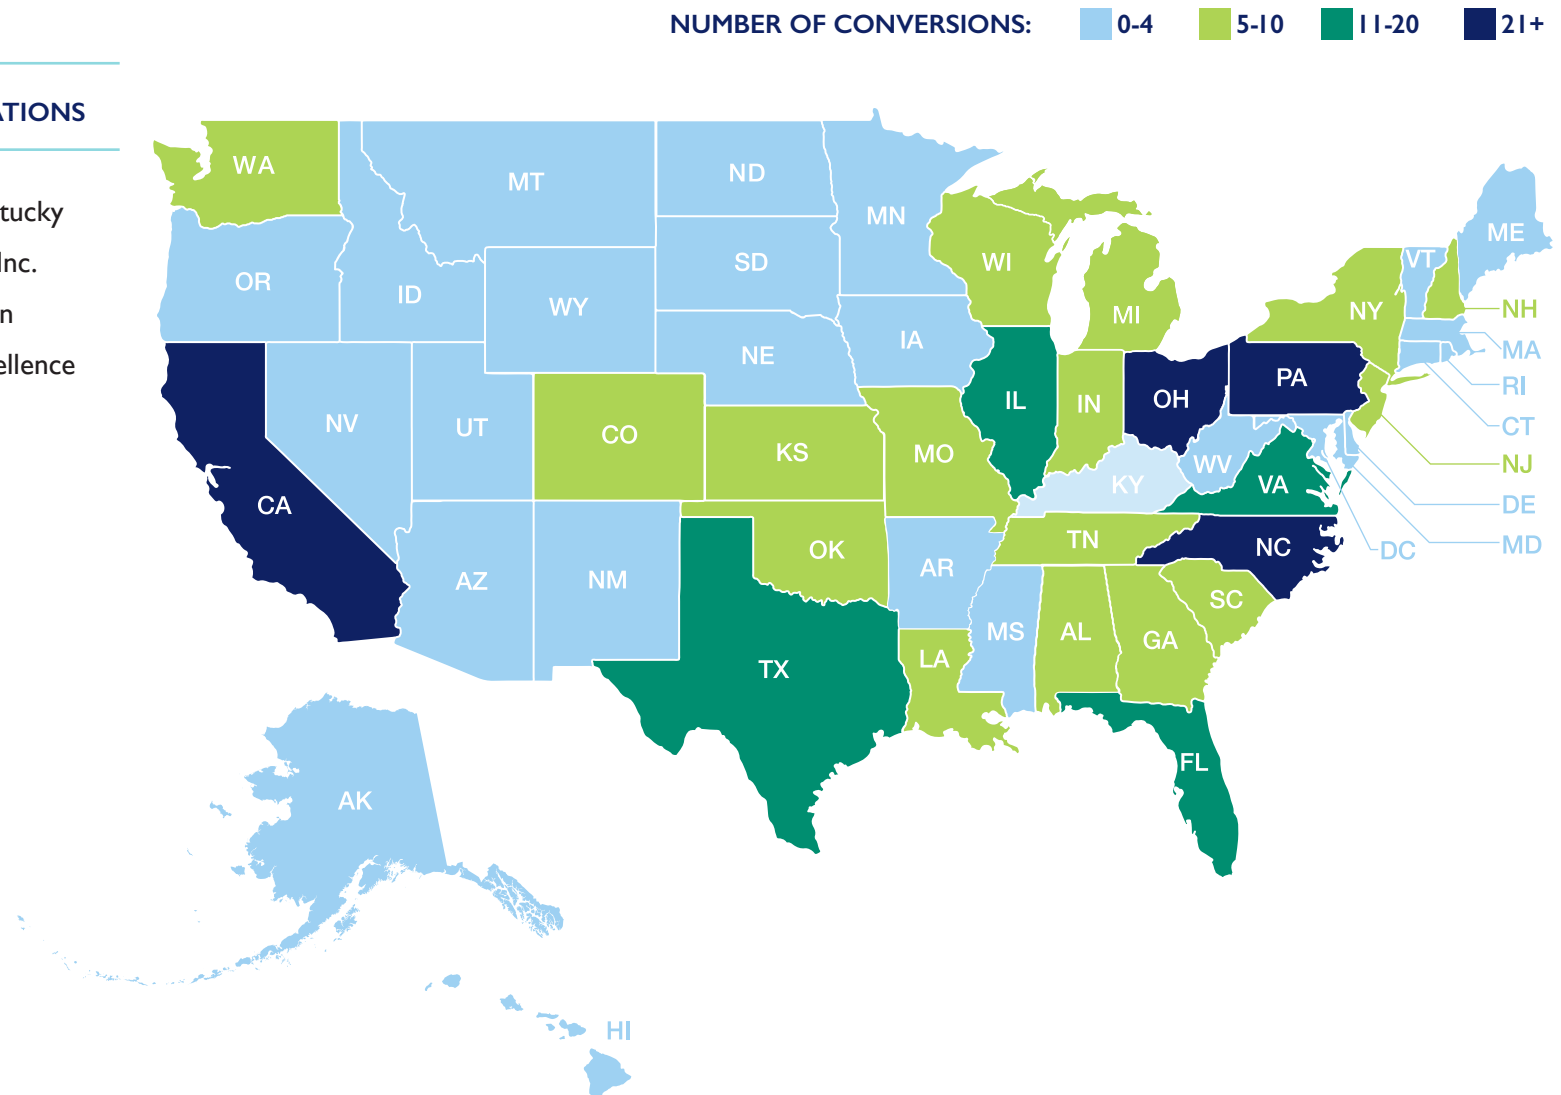 NUMBER OF CONVERSIONS: 0-4 5-10 11-20 21+
ATIONS
tucky
Inc.
n
ellence
WA
MT
ND
MN
WI
MI
VT
ME
OR
ID
WY
SD
IA
NE
NY
NH
MA
RI
CT
NJ
DE
MD
DC
NV
UT
CO
KS
MO
IL
IN
OH
PA
KY
WV
VA
CA
AZ
NM
OK
AR
TN
NC
SC
TX
LA
MS
AL
GA
FL
AK
HI